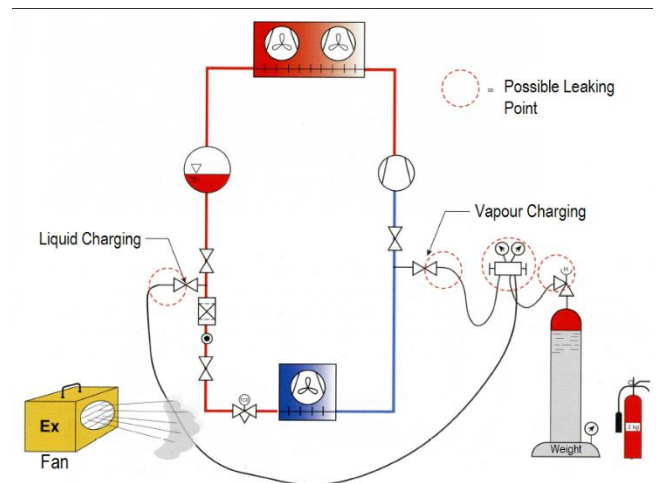 = Possible Leaking
Point
Vapour Charging
Liquid Charging
H
Ex
Fan
Weight
2 kg